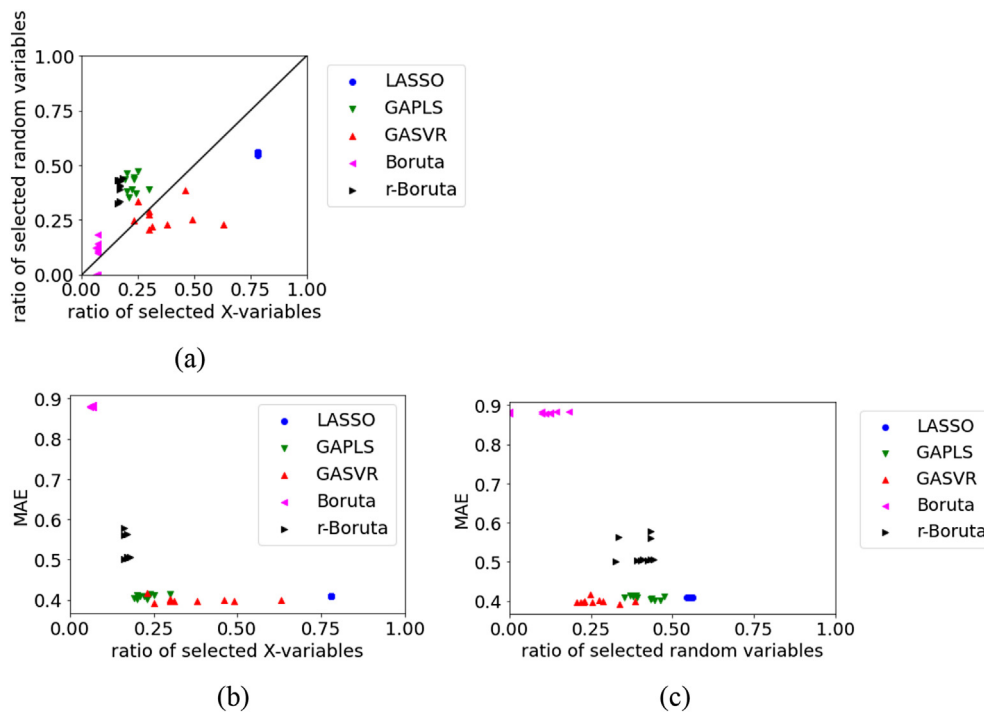 ratio of selected random variables
1.00
0.75
0.50
0.25
0.00
0.00 0.25 0.50 0.75 1.00
ratio of selected X-variables
LASSO
GAPLS
GASVR
Boruta
r-Boruta
(a)
MAE
0.9
0.8
0.7
0.6
0.5
0.4
0.00 0.25 0.50 0.75 1.00
ratio of selected X-variables
LASSO
GAPLS
GASVR
Boruta
r-Boruta
(b)
MAE
0.9
0.8
0.7
0.6
0.5
0.4
0.00 0.25 0.50 0.75 1.00
ratio of selected random variables
LASSO
GAPLS
GASVR
Boruta
r-Boruta
(c)